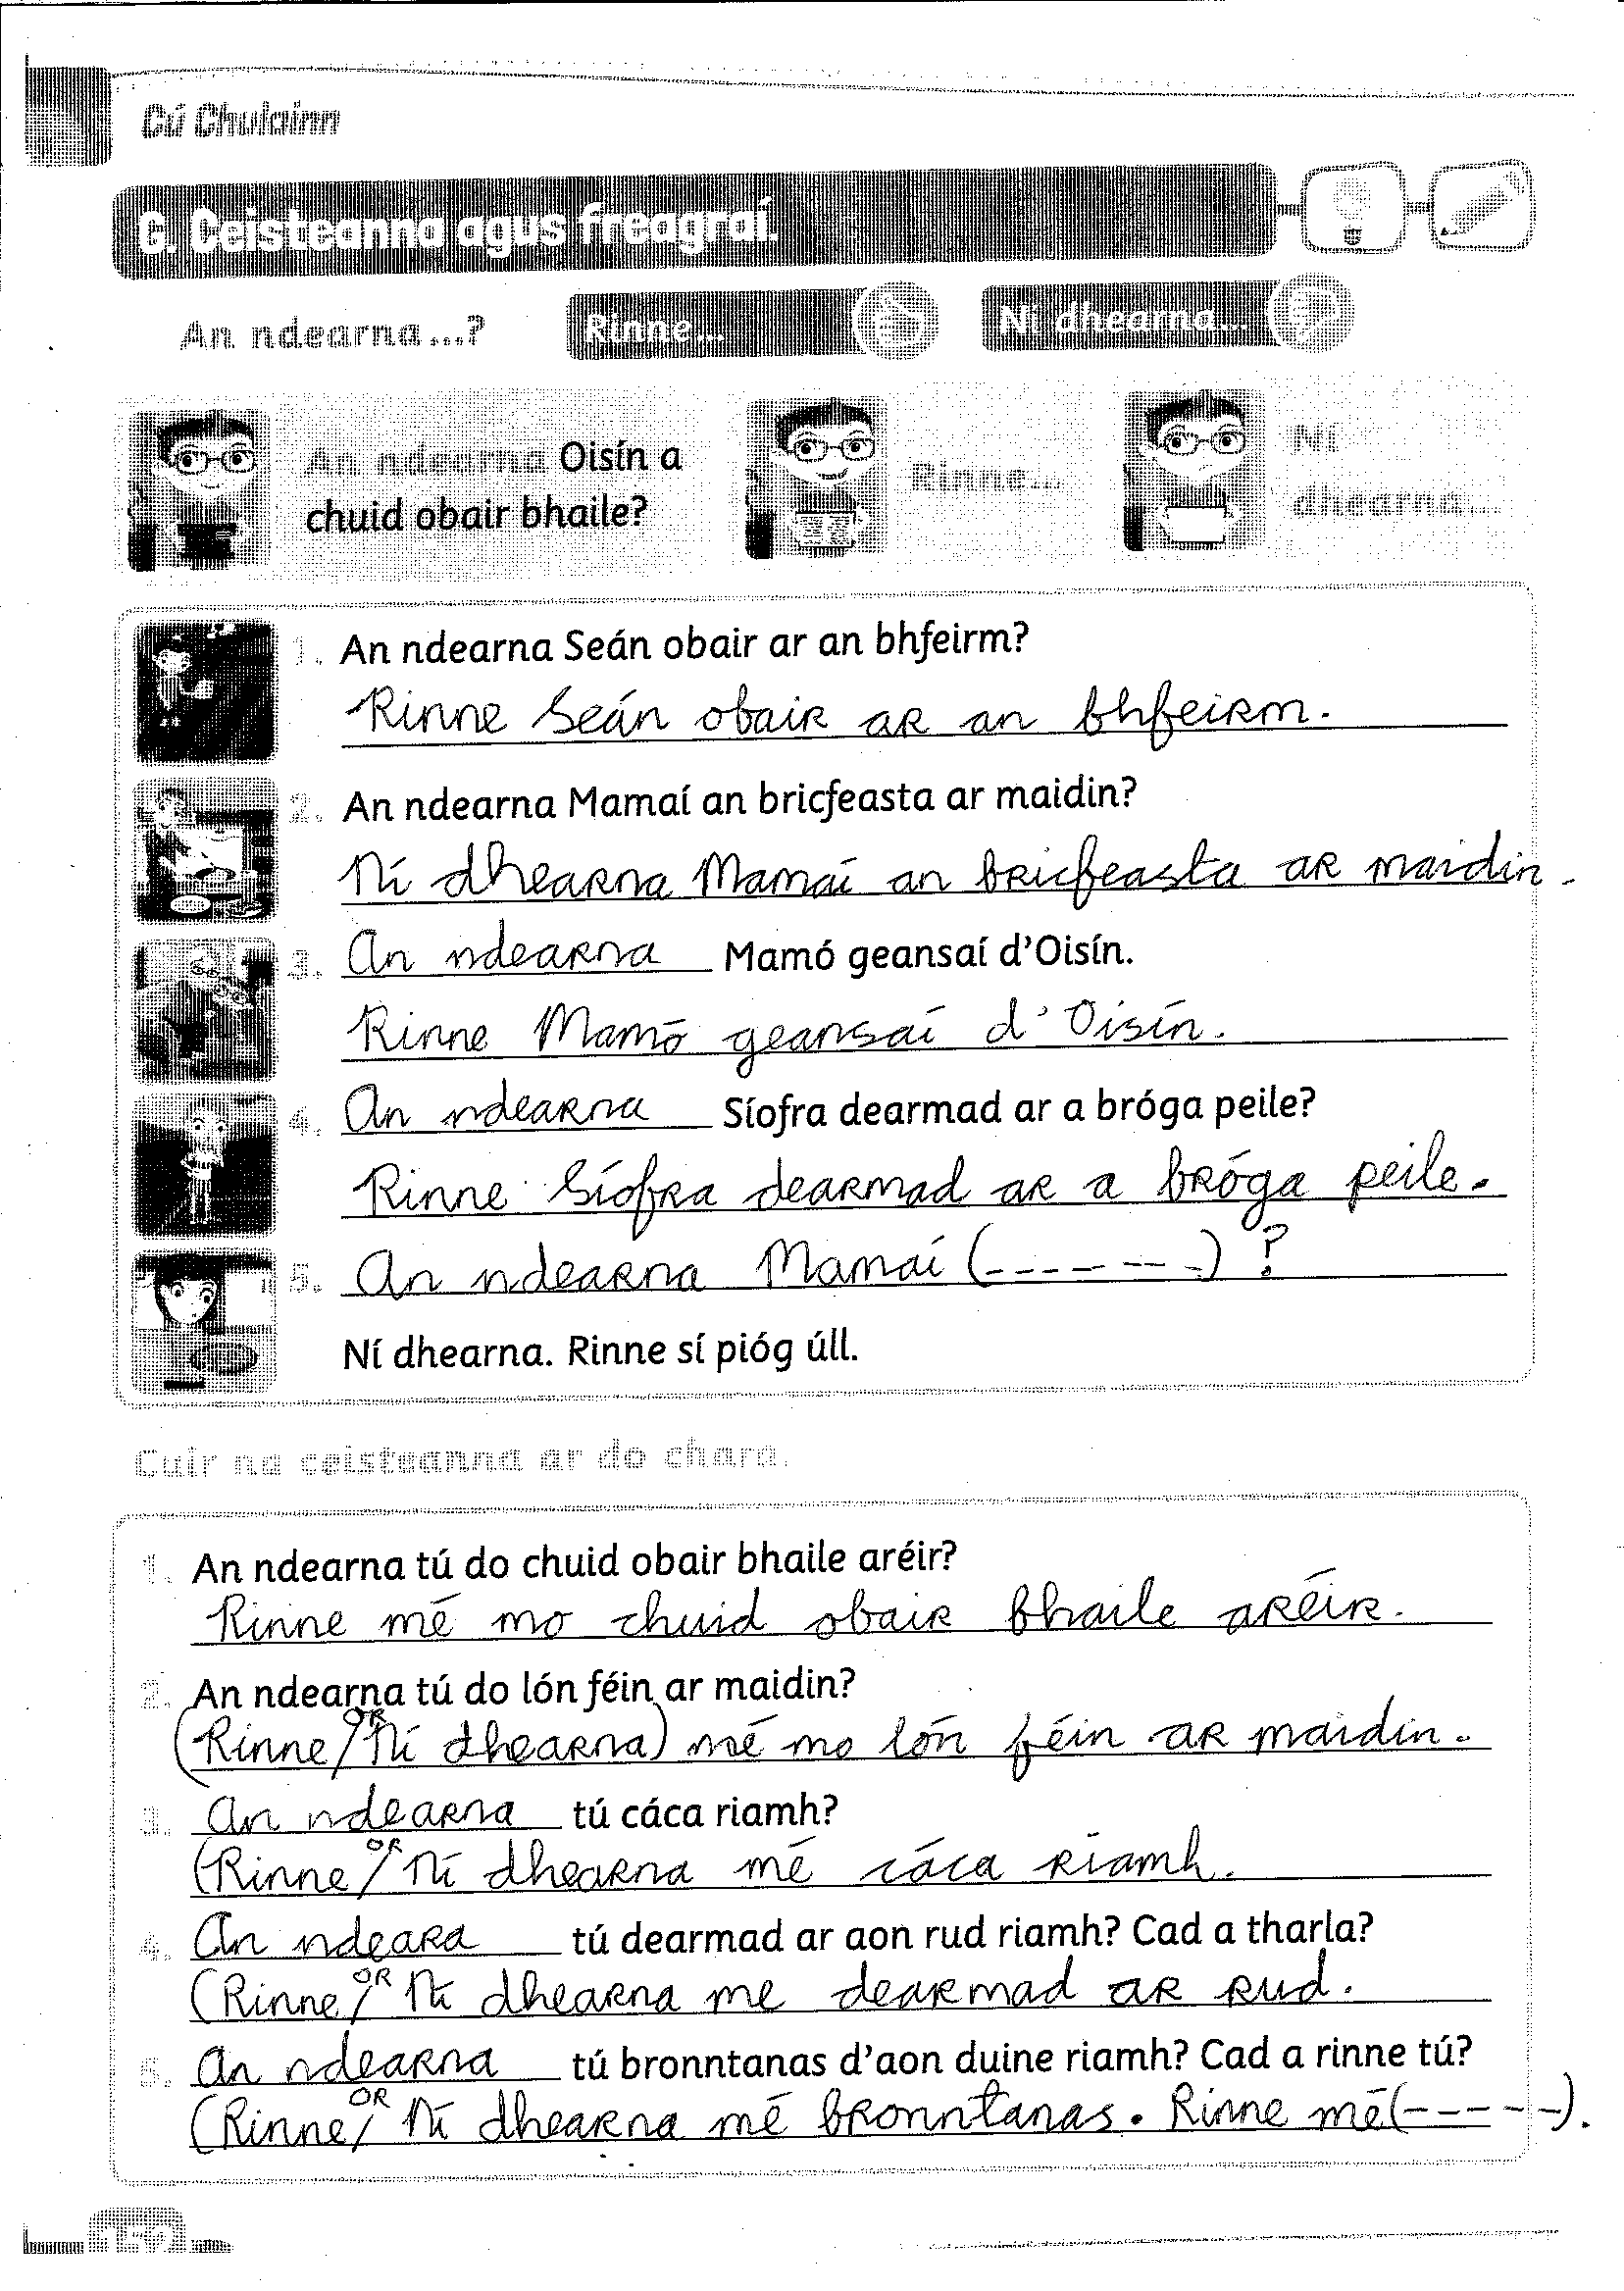 Cú Chulainn
C. Ceisteanna agus freagraí.
An ndearna...? Rinne... Ní dhearna...
An ndearna Oisín a
chuid obair bhaile?
Rinne...
Ní
dhearna...
1. An ndearna Seán obair ar an bhfeirm?
Rinne Seán obair ar an bhfeirm.
2. An ndearna Mamaí an bricfeasta ar maidin?
Ní dhearna Mamaí an bricfeasta ar maidin.
3. An ndearna Mamó geansaí d'Oisín.
Rinne Mamó geansaí d'Oisín.
4. An ndearna Síofra dearmad ar a bróga peile?
Rinne Síofra dearmad ar a bróga peile.
5. An ndearna Mamaí (------)?
Ní dhearna. Rinne sí pióg úll.
Cuir na ceisteanna ar do chara.
1. An ndearna tú do chuid obair bhaile aréir?
Rinne mé mo chuid obair bhaile aréir.
2. An ndearna tú do lón féin ar maidin?
(Rinne/OR Ní dhearna) mé mo lón féin ar maidin.
3. An ndearna tú cáca riamh?
(Rinne/OR Ní dhearna mé cáca riamh.
4. An ndeara tú dearmad ar aon rud riamh? Cad a tharla?
(Rinne/OR Ní dhearna me dearmad ar rud.
5. An ndearna tú bronntanas d'aon duine riamh? Cad a rinne tú?
(Rinne/OR Ní dhearna mé bronntanas. Rinne mé (-----).